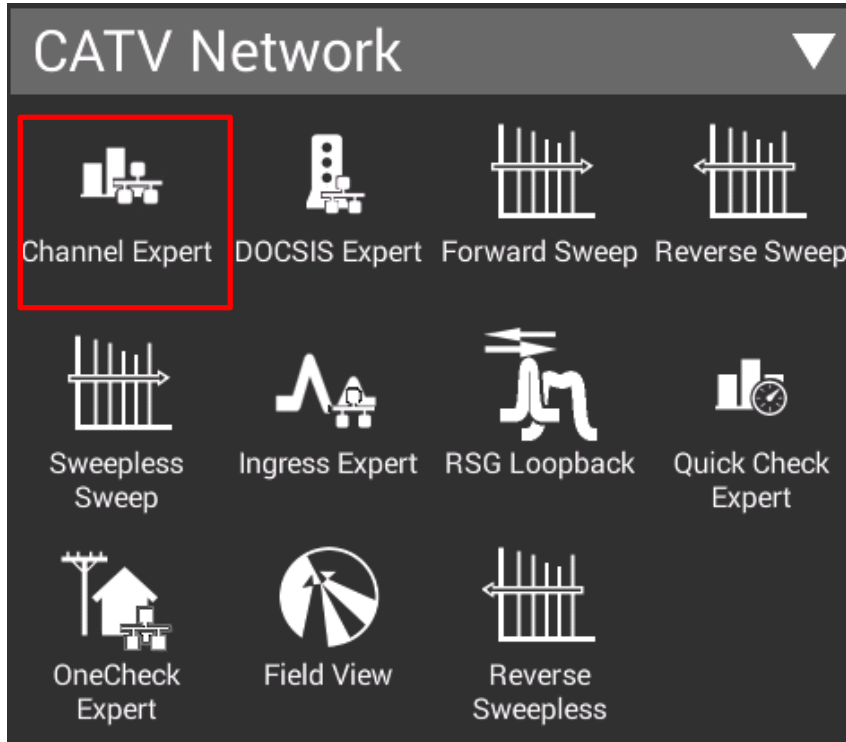 CATV Network
Channel Expert
DOCSIS Expert
Forward Sweep
Reverse Sweep
Sweepless
Sweep
Ingress Expert
RSG Loopback
Quick Check
Expert
OneCheck
Expert
Field View
Reverse
Sweepless